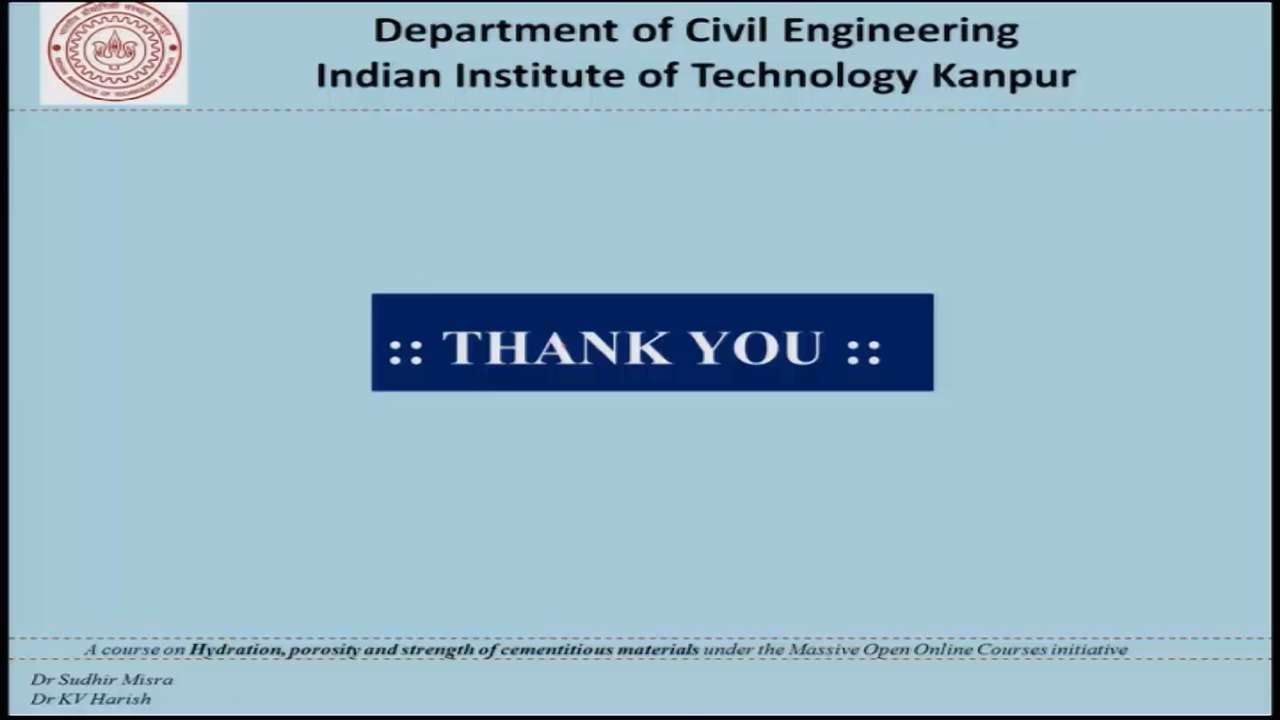 Department of Civil Engineering
Indian Institute of Technology Kanpur
:: THANK YOU ::
A course on Hydration, porosity and strength of cementitious materials under the Massive Open Online Courses initiative
Dr Sudhir Misra
Dr KV Harish